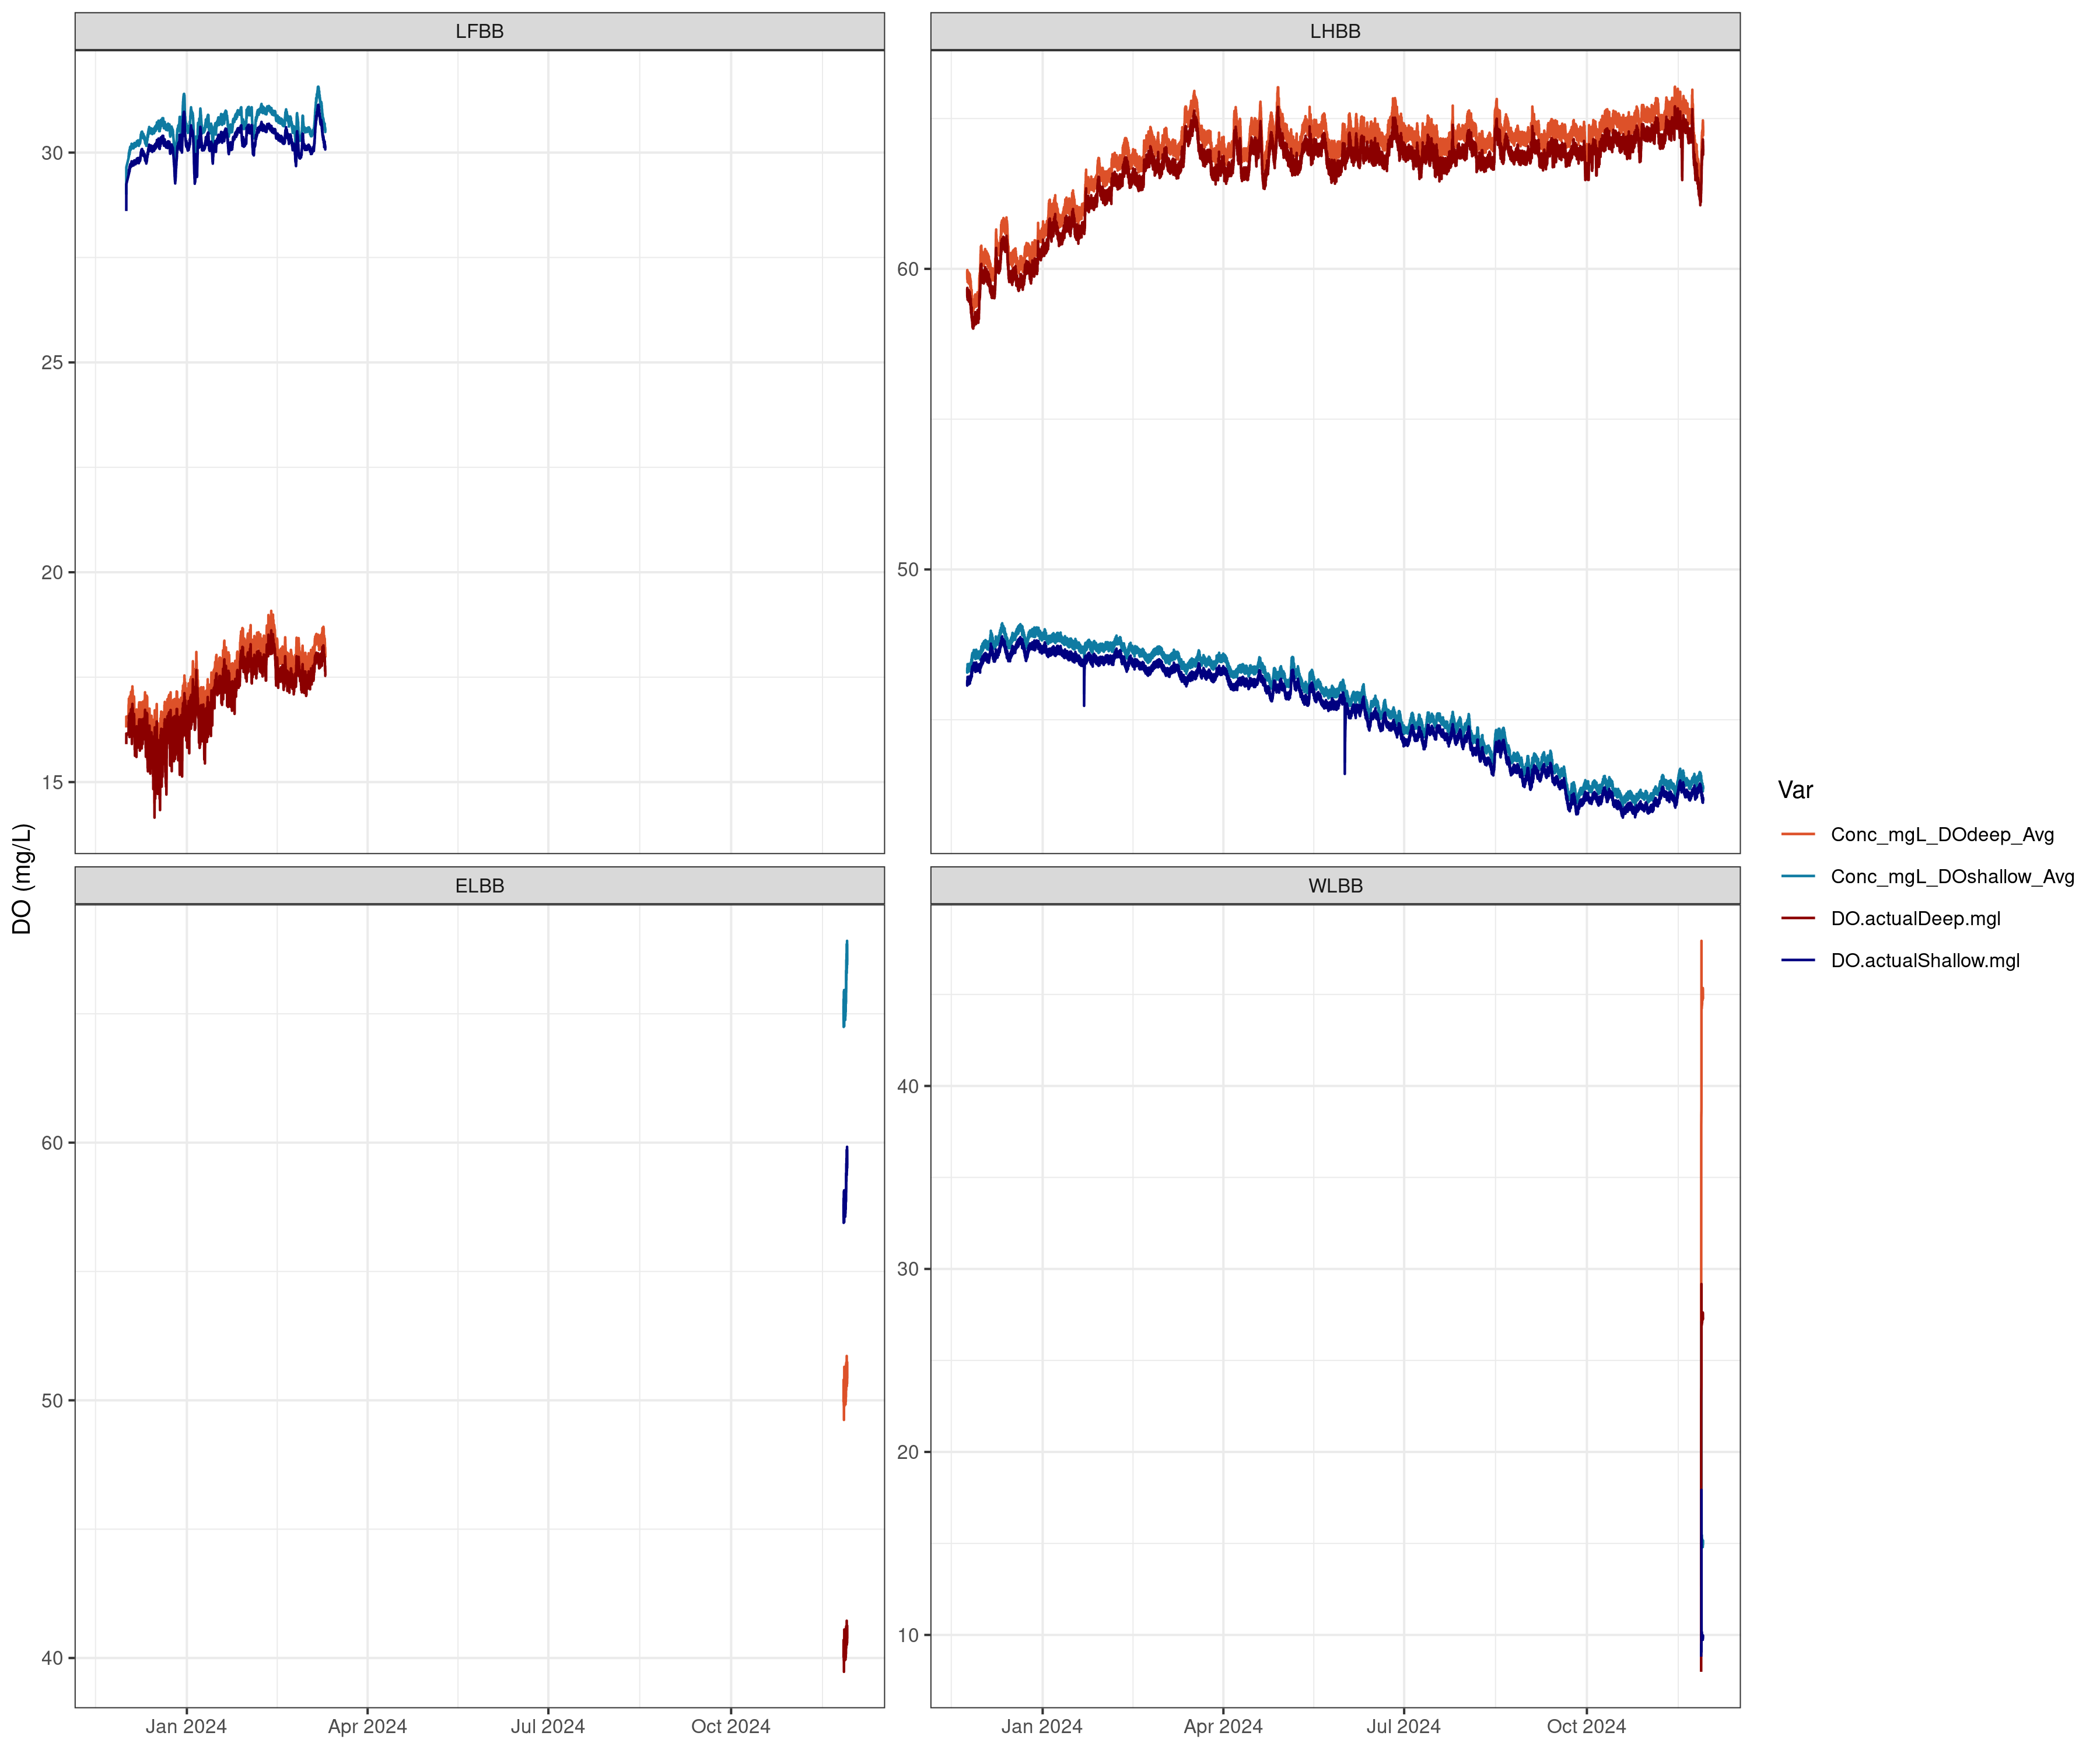 LFBB
LHBB
30
25
20
15
60
50
ELBB
WLBB
60
50
40
40
30
20
10
DO (mg/L)
Jan 2024
Apr 2024
Jul 2024
Oct 2024
Jan 2024
Apr 2024
Jul 2024
Oct 2024
Var
Conc_mgL_DOdeep_Avg
Conc_mgL_DOshallow_Avg
DO.actualDeep.mgl
DO.actualShallow.mgl